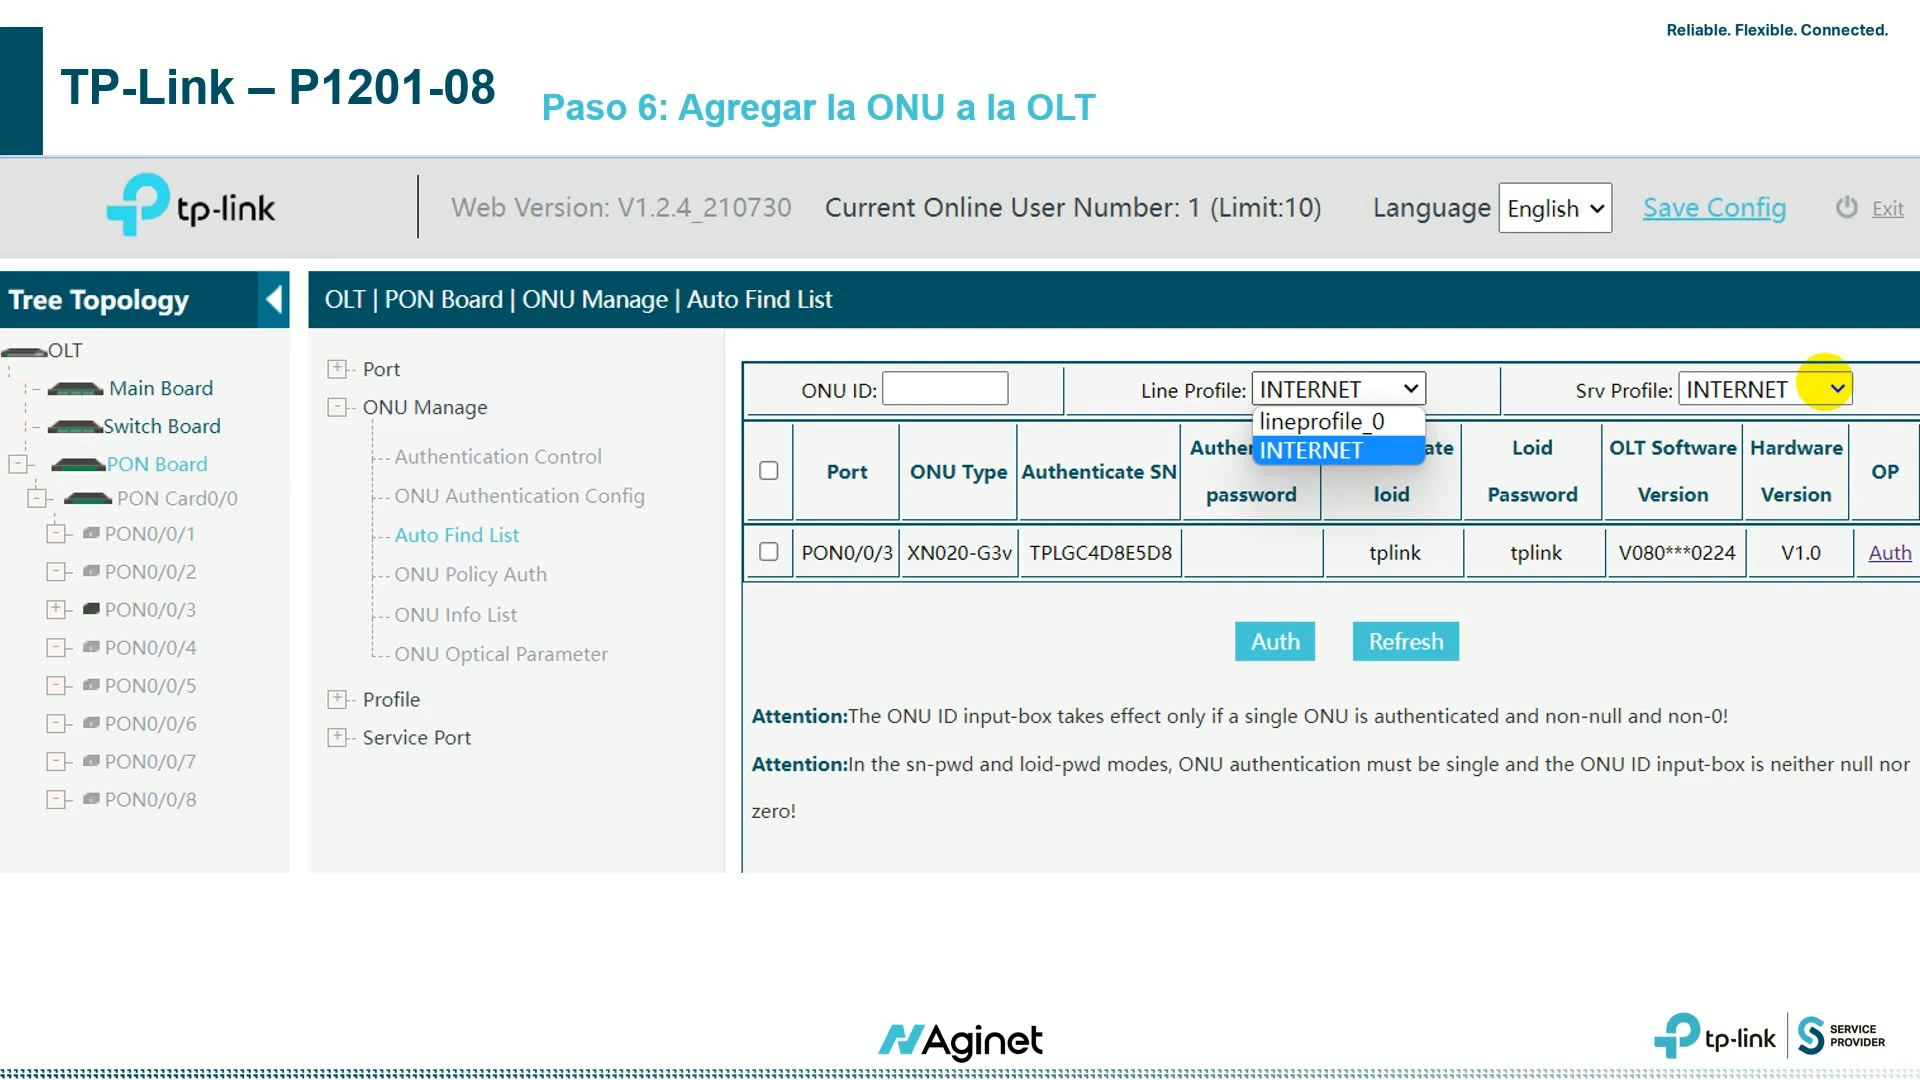 Reliable. Flexible. Connected.
TP-Link – P1201-08
Paso 6: Agregar la ONU a la OLT
tp-link
Web Version: V1.2.4_210730
Current Online User Number: 1 (Limit:10)
Language English
Save Config
Exit
Tree Topology
OLT | PON Board | ONU Manage | Auto Find List
OLT
Main Board
Switch Board
PON Board
PON Card0/0
PON0/0/1
PON0/0/2
PON0/0/3
PON0/0/4
PON0/0/5
PON0/0/6
PON0/0/7
PON0/0/8
Port
ONU Manage
Authentication Control
ONU Authentication Config
Auto Find List
ONU Policy Auth
ONU Info List
ONU Optical Parameter
Profile
Service Port
ONU ID:
Line Profile: INTERNET
lineprofile_0
INTERNET
Srv Profile: INTERNET
Port
ONU Type
Authenticate SN
password
loid
Loid Password
OLT Software Version
Hardware Version
OP
PON0/0/3 XN020-G3v TPLGC4D8E5D8 tplink tplink V080***0224 V1.0 Auth
Auth
Refresh
Attention:The ONU ID input-box takes effect only if a single ONU is authenticated and non-null and non-0!
Attention:In the sn-pwd and loid-pwd modes, ONU authentication must be single and the ONU ID input-box is neither null nor
zero!
Aginet
tp-link
SERVICE
PROVIDER